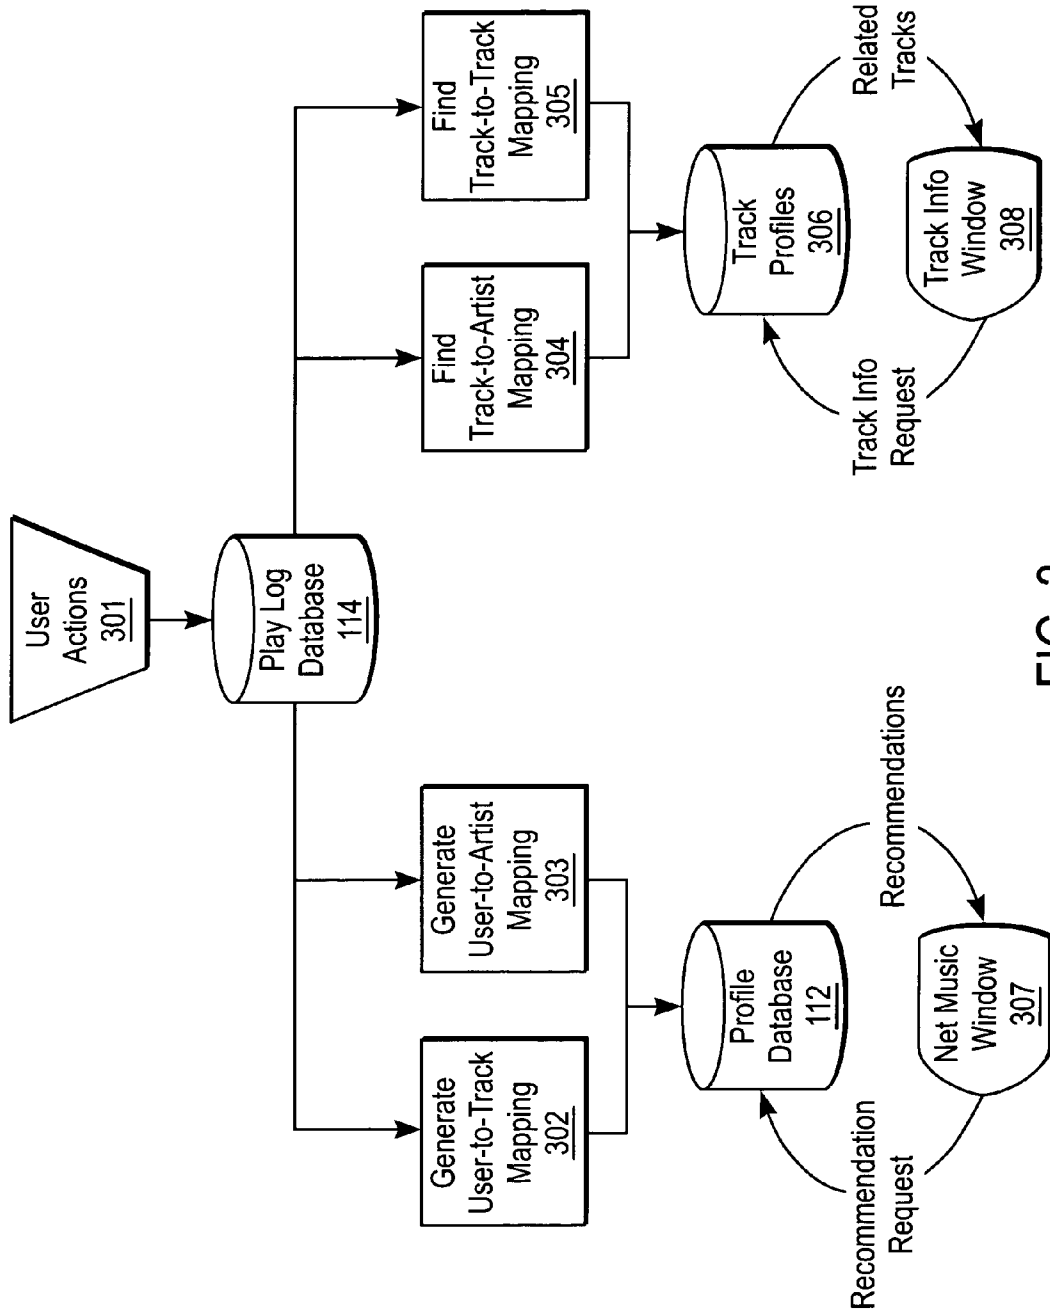 User
Actions
301
Play Log
Database
114
Generate
User-to-Track
Mapping
302
Generate
User-to-Artist
Mapping
303
Find
Track-to-Artist
Mapping
304
Find
Track-to-Track
Mapping
305
Profile
Database
112
Track
Profiles
306
Recommendation
Request
Recommendations
Track Info
Request
Related
Tracks
Net Music
Window
307
Track Info
Window
308